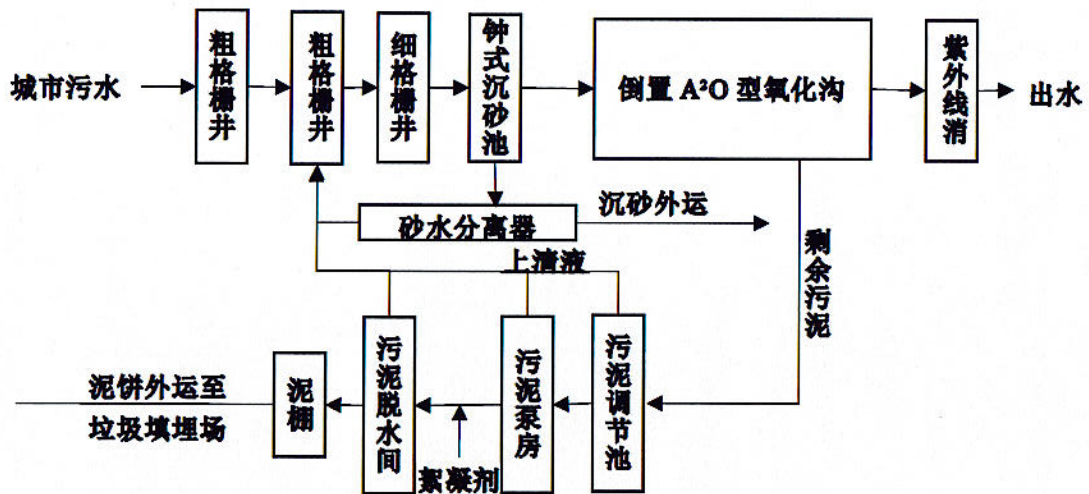 城市污水
粗格栅井
粗格栅井
细格栅井
钟式沉砂池
倒置 A²O 型氧化沟
紫外线消
出水
砂水分离器
沉砂外运
上清液
剩余污泥
泥饼外运至
垃圾填埋场
泥棚
污泥脱水间
絮凝剂
污泥泵房
污泥调节池